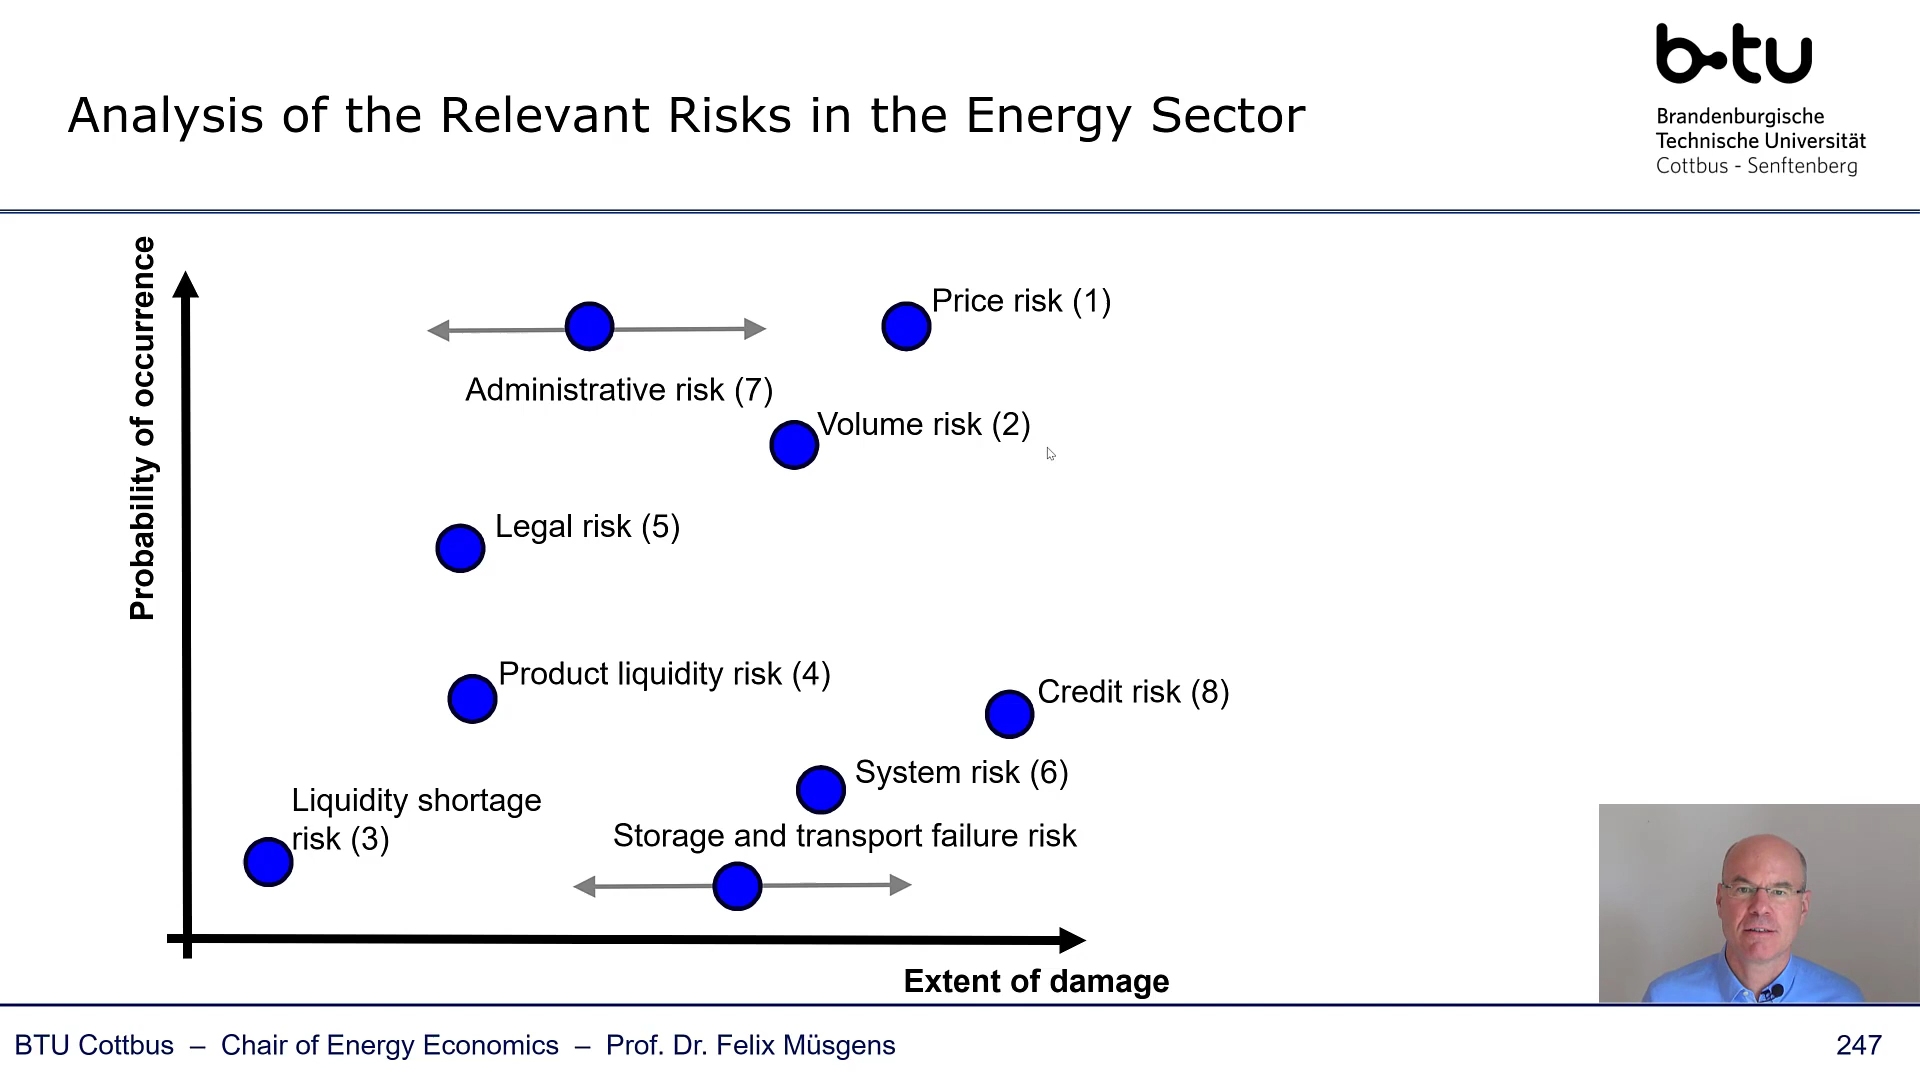 b-tu
Analysis of the Relevant Risks in the Energy Sector
Brandenburgische
Technische Universität
Cottbus - Senftenberg
Probability of occurrence
Price risk (1)
Administrative risk (7)
Volume risk (2)
Legal risk (5)
Product liquidity risk (4)
Credit risk (8)
System risk (6)
Liquidity shortage
risk (3)
Storage and transport failure risk
Extent of damage
BTU Cottbus – Chair of Energy Economics – Prof. Dr. Felix Müsgens
247